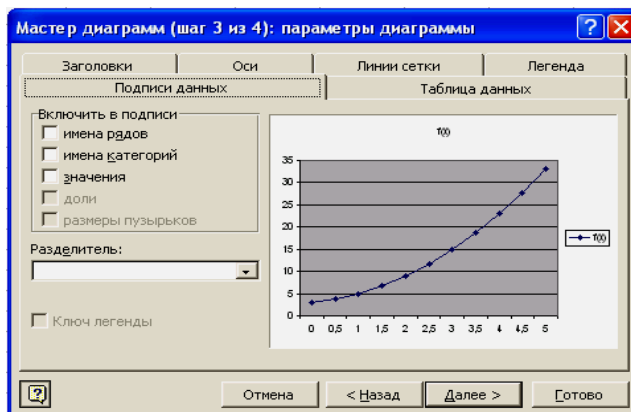 Мастер диаграмм (шаг 3 из 4): параметры диаграммы
Заголовки Оси Линии сетки Легенда
Подписи данных Таблица данных
Включить в подписи
имена рядов
имена категорий
значения
доли
размеры пузырьков
Разделитель:
Ключ легенды
f(x)
35
30
25
20
15
10
5
0
0 0,5 1 1,5 2 2,5 3 3,5 4 4,5 5
f(x)
Отмена < Назад Далее > Готово